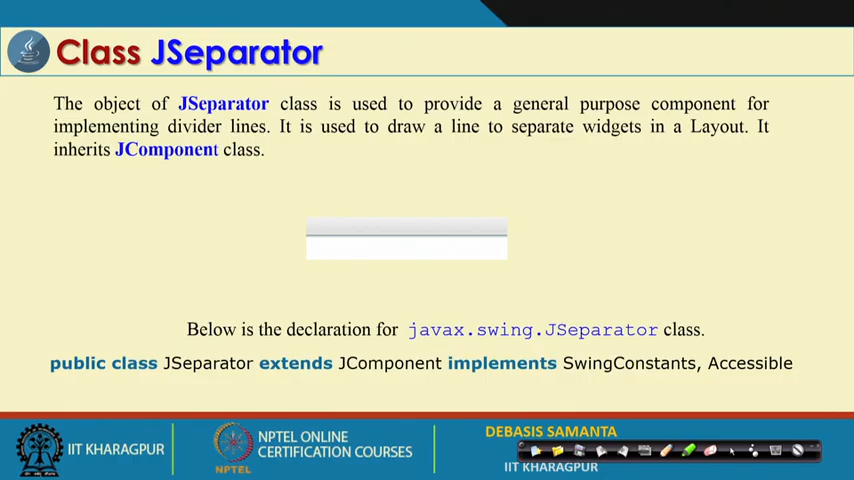 Class JSeparator
The object of JSeparator class is used to provide a general purpose component for
implementing divider lines. It is used to draw a line to separate widgets in a Layout. It
inherits JComponent class.
Below is the declaration for javax.swing.JSeparator class.
public class JSeparator extends JComponent implements SwingConstants, Accessible
IIT KHARAGPUR
NPTEL
NPTEL ONLINE
CERTIFICATION COURSES
DEBASIS SAMANTA
IIT KHARAGPUR